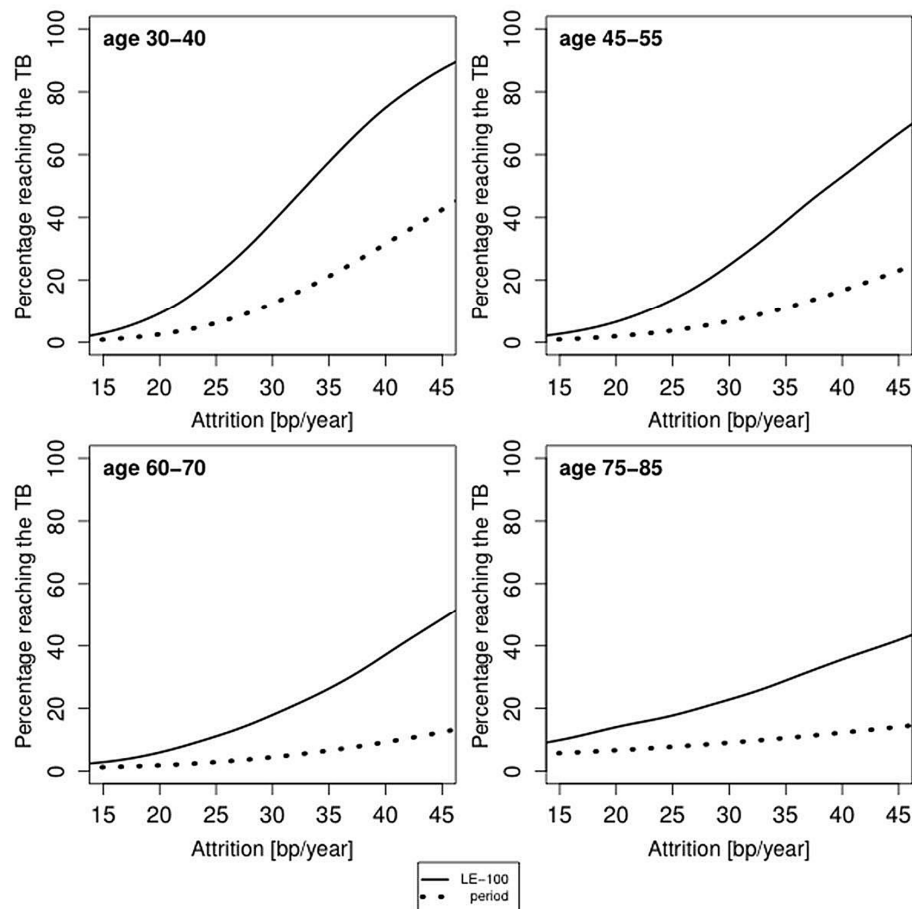 age 30−40
Percentage reaching the TB
0 20 40 60 80 100
15 20 25 30 35 40 45
Attrition [bp/year]
age 45−55
Percentage reaching the TB
0 20 40 60 80 100
15 20 25 30 35 40 45
Attrition [bp/year]
age 60−70
Percentage reaching the TB
0 20 40 60 80 100
15 20 25 30 35 40 45
Attrition [bp/year]
age 75−85
Percentage reaching the TB
0 20 40 60 80 100
15 20 25 30 35 40 45
Attrition [bp/year]
LE−100
period